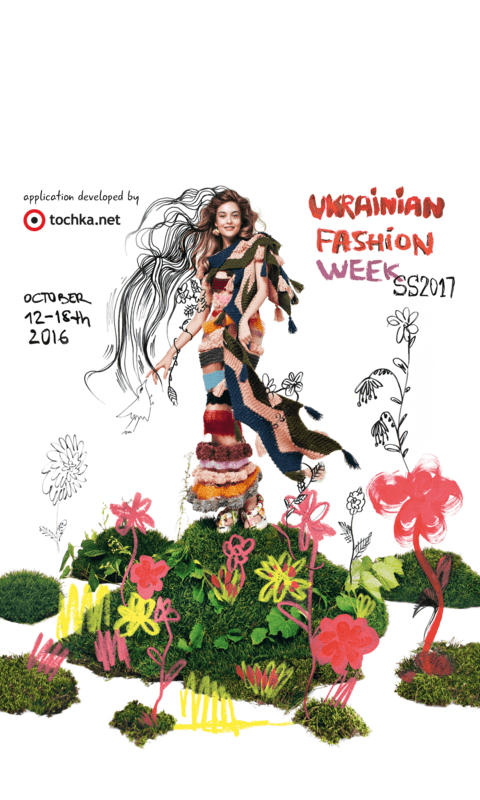 application developed by
tochka.net
OCTOBER
12-18th
2016
UKRAINIAN
FASHION
WEEK
SS2017